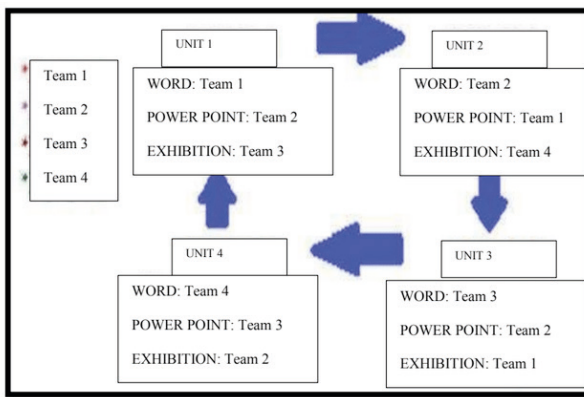 Team 1
Team 2
Team 3
Team 4
UNIT 1
WORD: Team 1
POWER POINT: Team 2
EXHIBITION: Team 3
UNIT 2
WORD: Team 2
POWER POINT: Team 1
EXHIBITION: Team 4
UNIT 3
WORD: Team 3
POWER POINT: Team 2
EXHIBITION: Team 1
UNIT 4
WORD: Team 4
POWER POINT: Team 3
EXHIBITION: Team 2